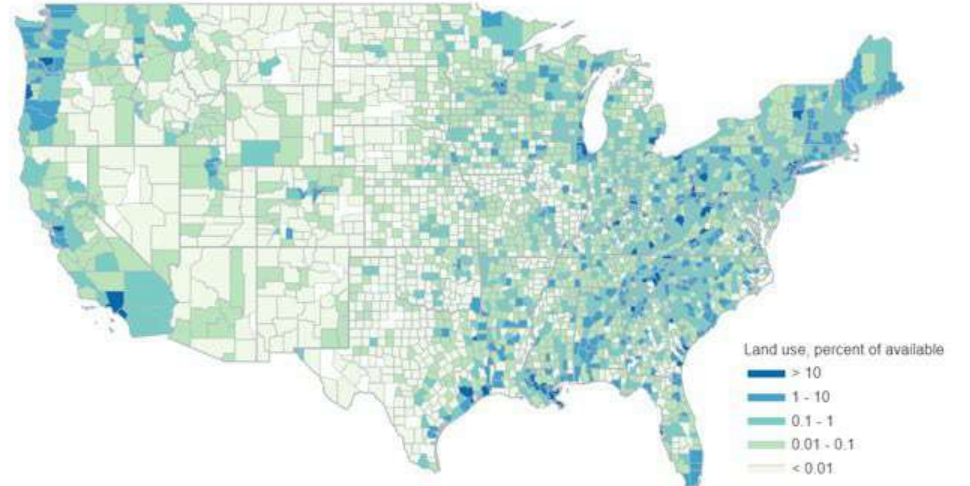 Land use, percent of available
> 10
1 - 10
0.1 - 1
0.01 - 0.1
< 0.01